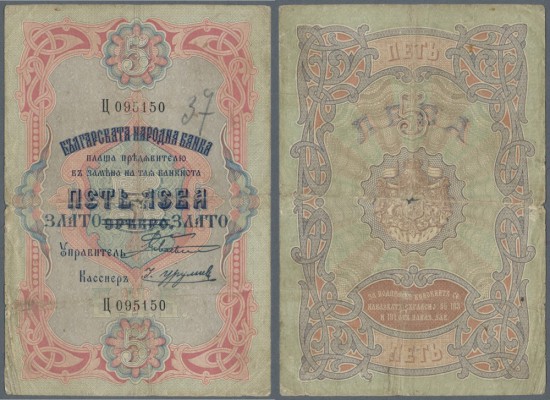 5
Ц 095150
37
БЪЛГАРСКАТА НАРОДНА БАНКА
ПЛАЩА ПРѢДЯВИТЕЛЮ
ВЪ ЗАМѢНА НА ТАЯ БАНКНОТА
ПЕТЬ ЛЕВА
ЗЛАТО СРЕБРО. ЗЛАТО
Управитель
Касиеръ
Ц 095150
5
ПЕТЬ
ЛЕВА
5
ПЕТЬ